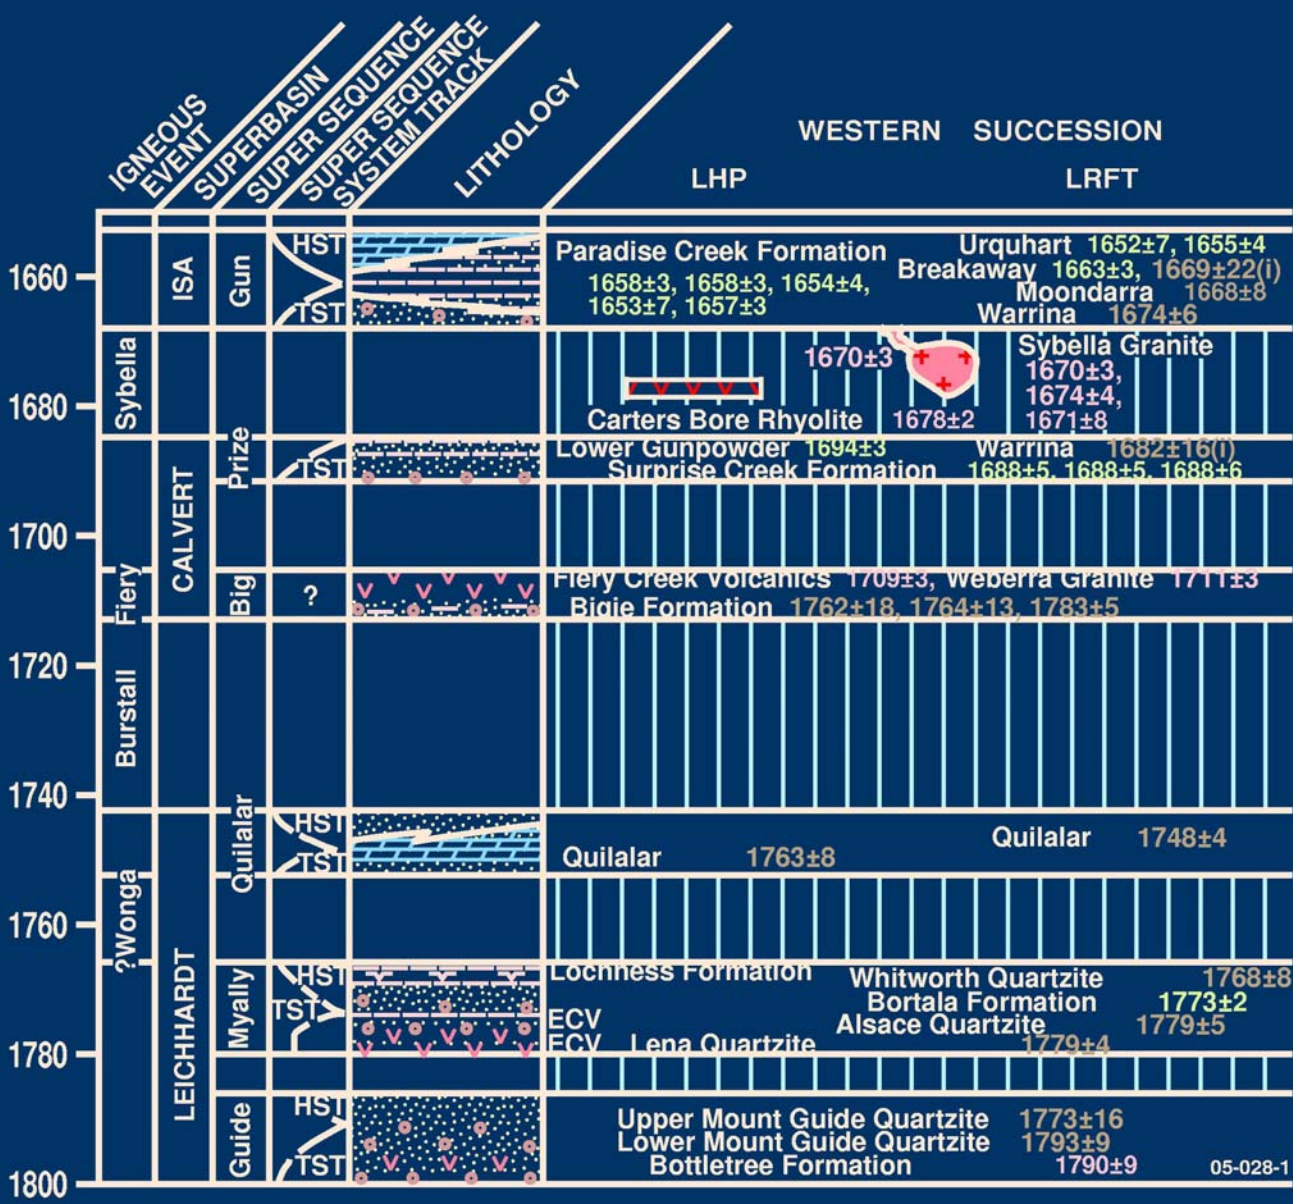 IGNEOUS EVENT
SUPERBASIN
SUPER SEQUENCE
SUPER SEQUENCE SYSTEM TRACK
LITHOLOGY
WESTERN SUCCESSION
LHP LRFT
1660
1680
1700
1720
1740
1760
1780
1800
Sybella
Fiery
Burstall
?Wonga
ISA
CALVERT
LEICHHARDT
Gun
Prize
Big
Quilalar
Myally
Guide
HST
TST
TST
?
HST
TST
HST
TST
HST
TST
Paradise Creek Formation
1658±3, 1658±3, 1654±4,
1653±7, 1657±3
Urquhart 1652±7, 1655±4
Breakaway 1663±3, 1669±22(i)
Moondarra 1668±8
Warrina 1674±6
1670±3
Sybella Granite
1670±3,
1674±4,
1671±8
Carters Bore Rhyolite 1678±2
Lower Gunpowder 1694±3 Warrina 1682±16(i)
Surprise Creek Formation 1688±5, 1688±5, 1688±6
Fiery Creek Volcanics 1709±3, Weberra Granite 1711±3
Bigie Formation 1762±18, 1764±13, 1783±5
Quilalar 1748±4
Quilalar 1763±8
Lochness Formation Whitworth Quartzite 1768±8
Bortala Formation 1773±2
ECV Alsace Quartzite 1779±5
ECV Lena Quartzite 1779±4
Upper Mount Guide Quartzite 1773±16
Lower Mount Guide Quartzite 1793±9
Bottletree Formation 1790±9
05-028-1